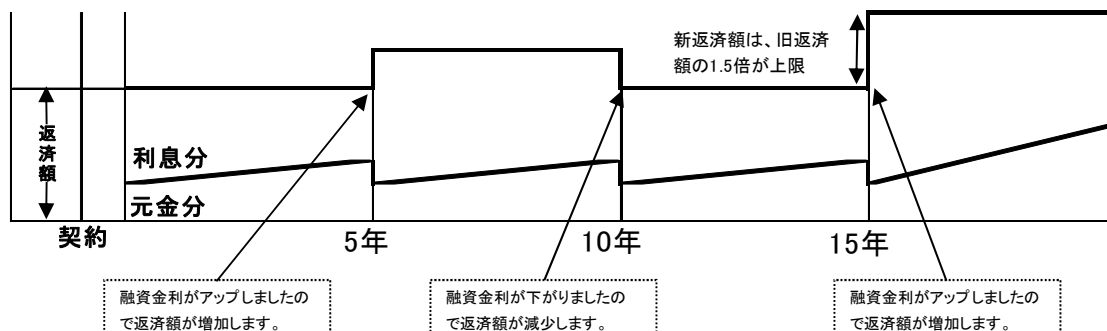 新返済額は、旧返済
額の1.5倍が上限
返済額
利息分
元金分
契約
5年
10年
15年
融資金利がアップしましたの
で返済額が増加します。
融資金利が下がりましたの
で返済額が減少します。
融資金利がアップしましたの
で返済額が増加します。